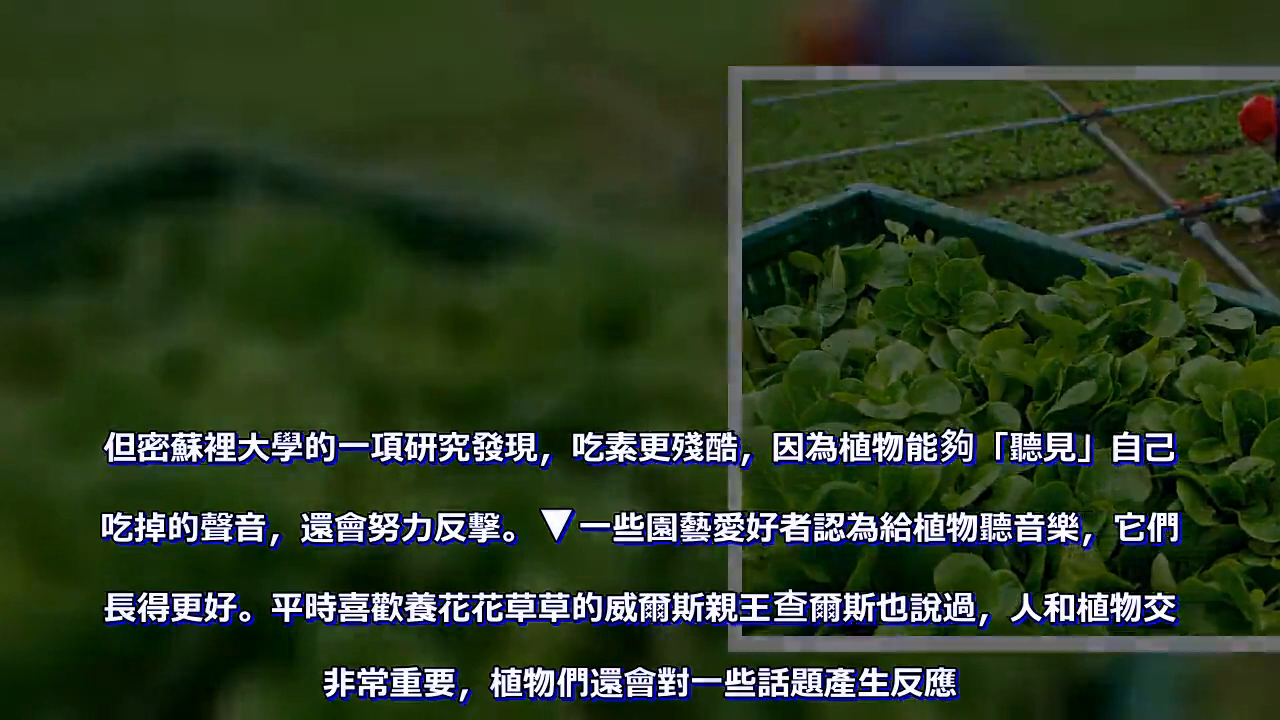 但密蘇裡大學的一項研究發現，吃素更殘酷，因為植物能夠「聽見」自己
吃掉的聲音，還會努力反擊。 ▼一些園藝愛好者認為給植物聽音樂，它們
長得更好。平時喜歡養花花草草的威爾斯親王查爾斯也說過，人和植物交
非常重要，植物們還會對一些話題產生反應